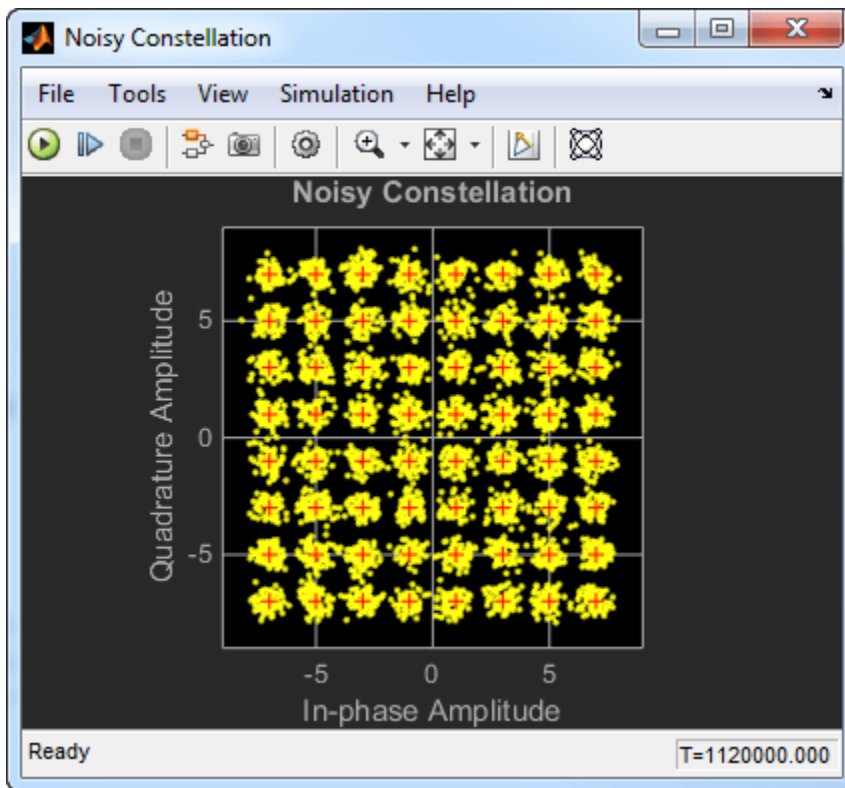 Noisy Constellation
File Tools View Simulation Help
Noisy Constellation
Quadrature Amplitude
5
0
-5
-5 0 5
In-phase Amplitude
Ready T=1120000.000